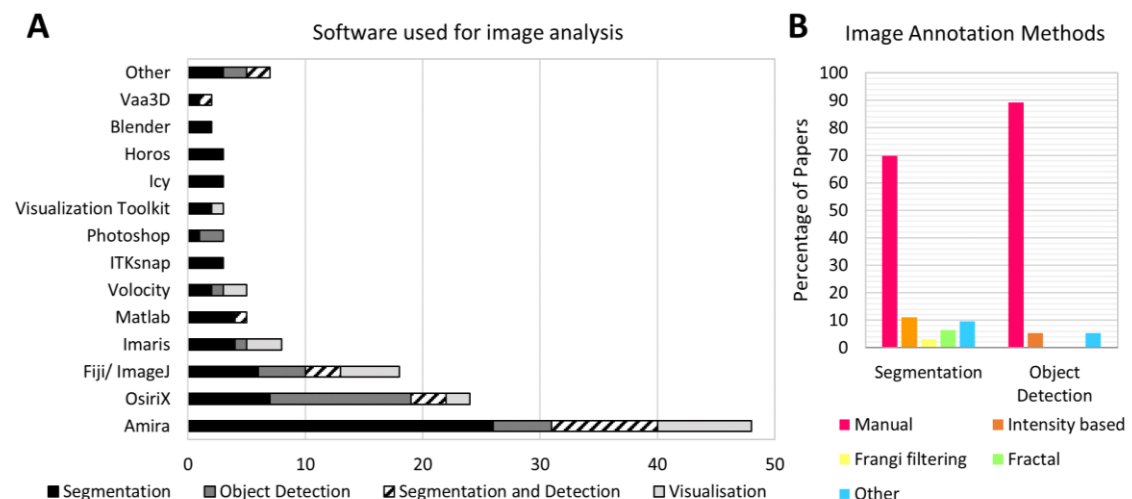 A
Software used for image analysis
Other
Vaa3D
Blender
Horos
Icy
Visualization Toolkit
Photoshop
ITKsnap
Volocity
Matlab
Imaris
Fiji/ ImageJ
OsiriX
Amira
0 10 20 30 40 50
Segmentation Object Detection Segmentation and Detection Visualisation
B
Image Annotation Methods
Percentage of Papers
100
90
80
70
60
50
40
30
20
10
0
Segmentation Object
Detection
Manual Intensity based
Frangi filtering Fractal
Other